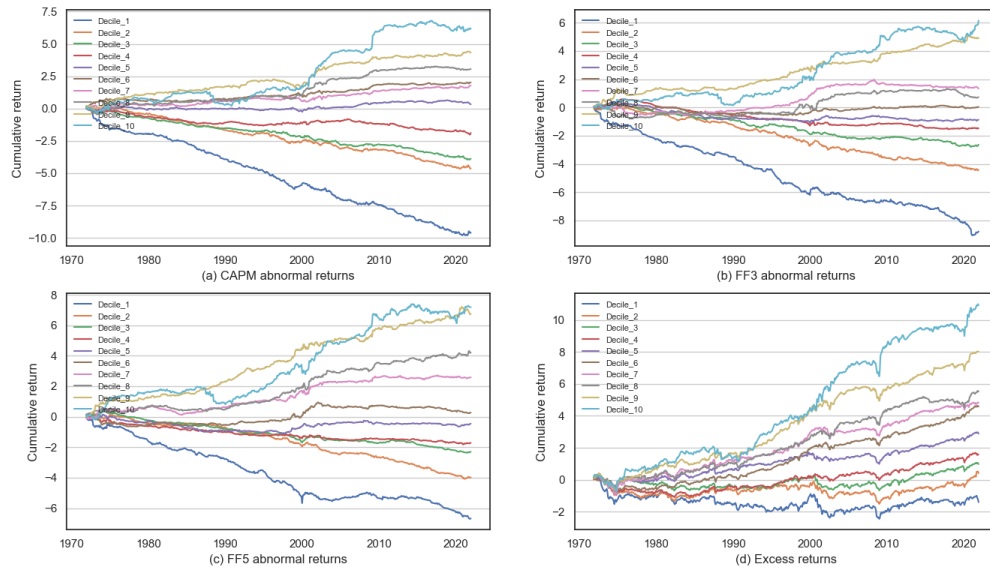 7.5
5.0
2.5
0.0
−2.5
−5.0
−7.5
−10.0
Cumulative return
Decile_1
Decile_2
Decile_3
Decile_4
Decile_5
Decile_6
Decile_7
Decile_8
Decile_9
Decile_10
1970 1980 1990 2000 2010 2020
(a) CAPM abnormal returns
6
4
2
0
−2
−4
−6
−8
Cumulative return
Decile_1
Decile_2
Decile_3
Decile_4
Decile_5
Decile_6
Decile_7
Decile_8
Decile_9
Decile_10
1970 1980 1990 2000 2010 2020
(b) FF3 abnormal returns
8
6
4
2
0
−2
−4
−6
Cumulative return
Decile_1
Decile_2
Decile_3
Decile_4
Decile_5
Decile_6
Decile_7
Decile_8
Decile_9
Decile_10
1970 1980 1990 2000 2010 2020
(c) FF5 abnormal returns
10
8
6
4
2
0
−2
Cumulative return
Decile_1
Decile_2
Decile_3
Decile_4
Decile_5
Decile_6
Decile_7
Decile_8
Decile_9
Decile_10
1970 1980 1990 2000 2010 2020
(d) Excess returns